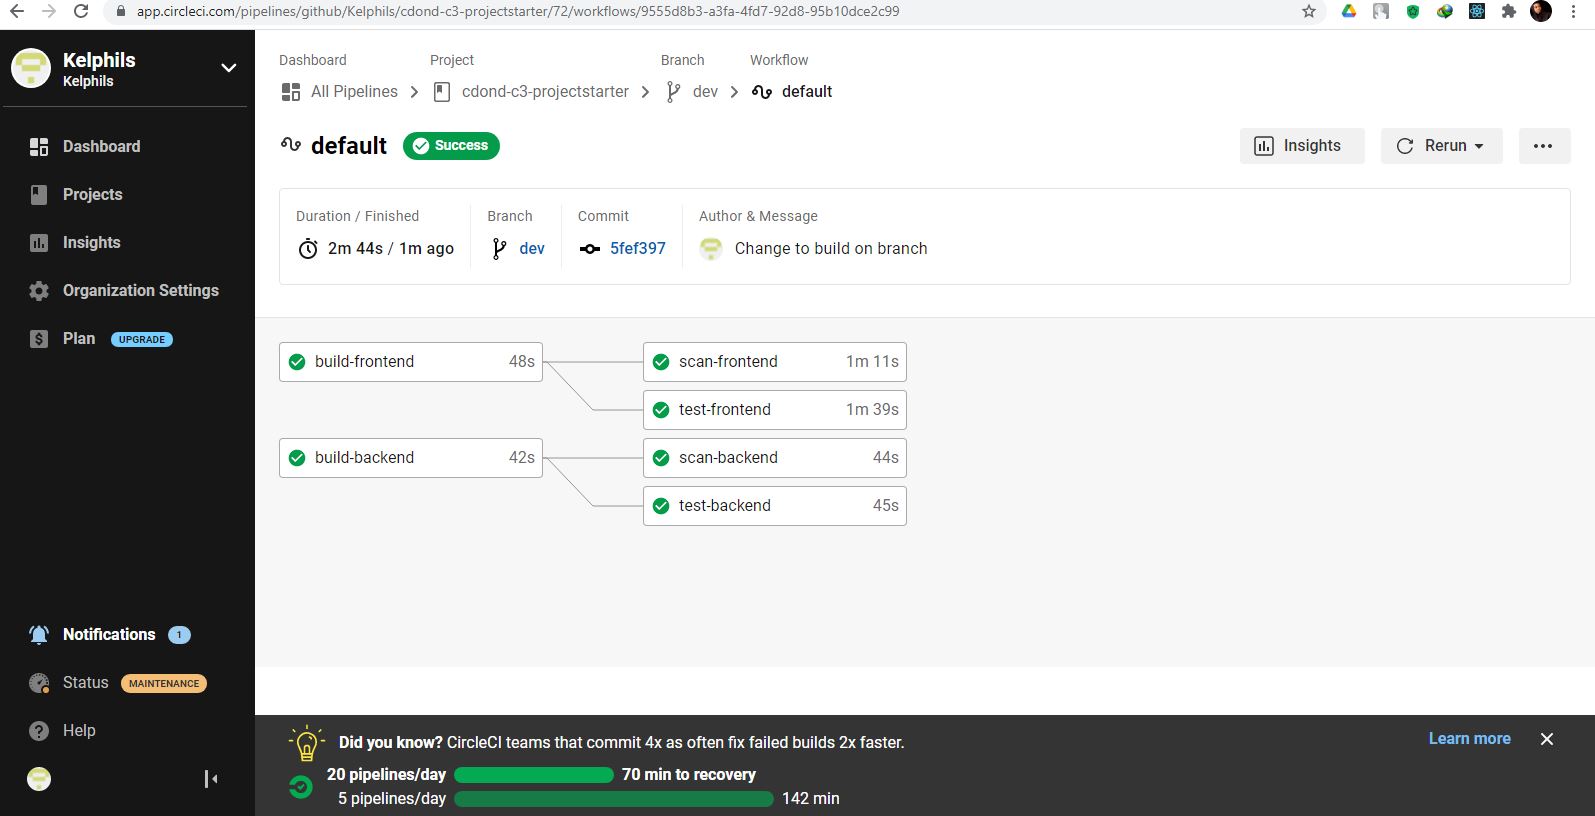 app.circleci.com/pipelines/github/Kelphils/cdond-c3-projectstarter/72/workflows/9555d8b3-a3fa-4fd7-92d8-95b10dce2c99
Kelphils
Kelphils
Dashboard
Projects
Insights
Organization Settings
Plan UPGRADE
Notifications 1
Status MAINTENANCE
Help
Dashboard Project Branch Workflow
All Pipelines cdond-c3-projectstarter dev default
default Success
Insights Rerun
Duration / Finished Branch Commit Author & Message
2m 44s / 1m ago dev 5fef397 Change to build on branch
build-frontend 48s scan-frontend 1m 11s
test-frontend 1m 39s
build-backend 42s scan-backend 44s
test-backend 45s
Did you know? CircleCI teams that commit 4x as often fix failed builds 2x faster. Learn more
20 pipelines/day 70 min to recovery
5 pipelines/day 142 min